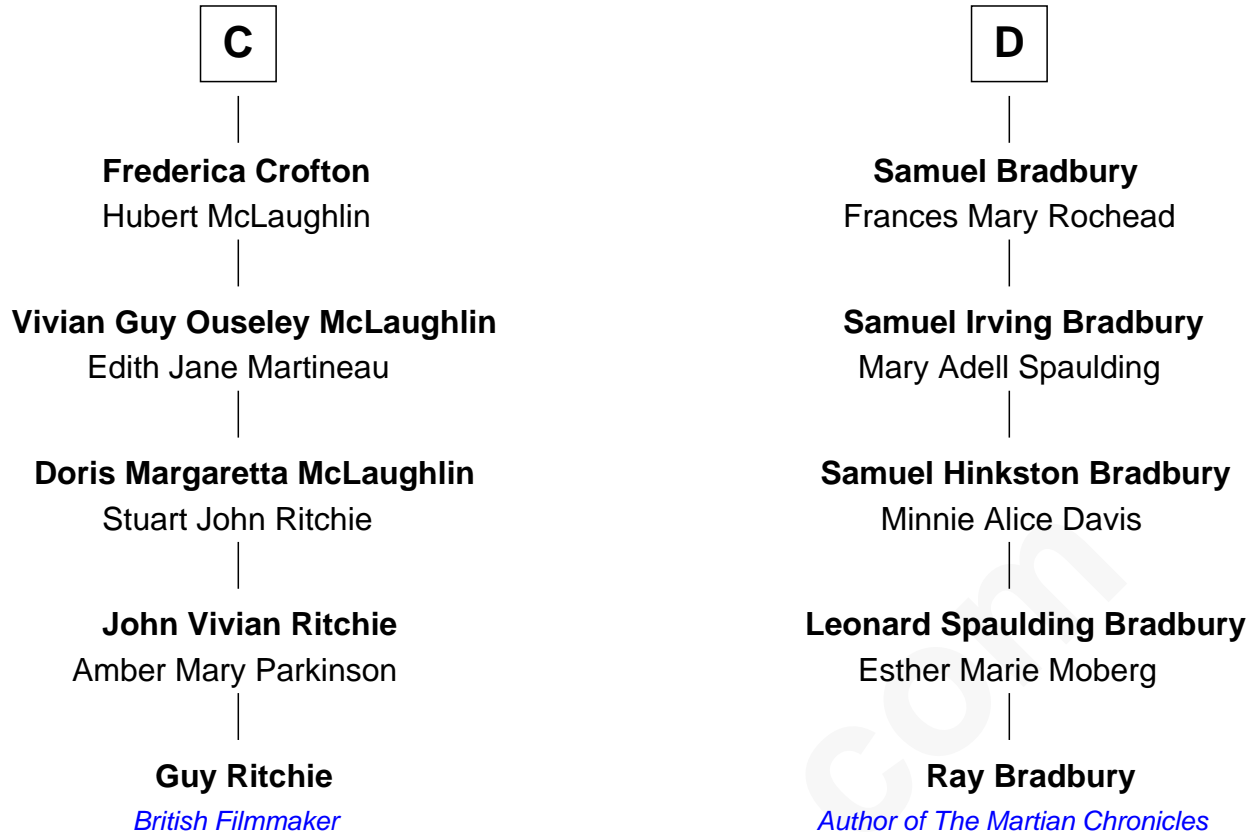 C
Frederica Crofton
Hubert McLaughlin
Vivian Guy Ouseley McLaughlin
Edith Jane Martineau
Doris Margaretta McLaughlin
Stuart John Ritchie
John Vivian Ritchie
Amber Mary Parkinson
Guy Ritchie
British Filmmaker
D
Samuel Bradbury
Frances Mary Rochead
Samuel Irving Bradbury
Mary Adell Spaulding
Samuel Hinkston Bradbury
Minnie Alice Davis
Leonard Spaulding Bradbury
Esther Marie Moberg
Ray Bradbury
Author of The Martian Chronicles
com